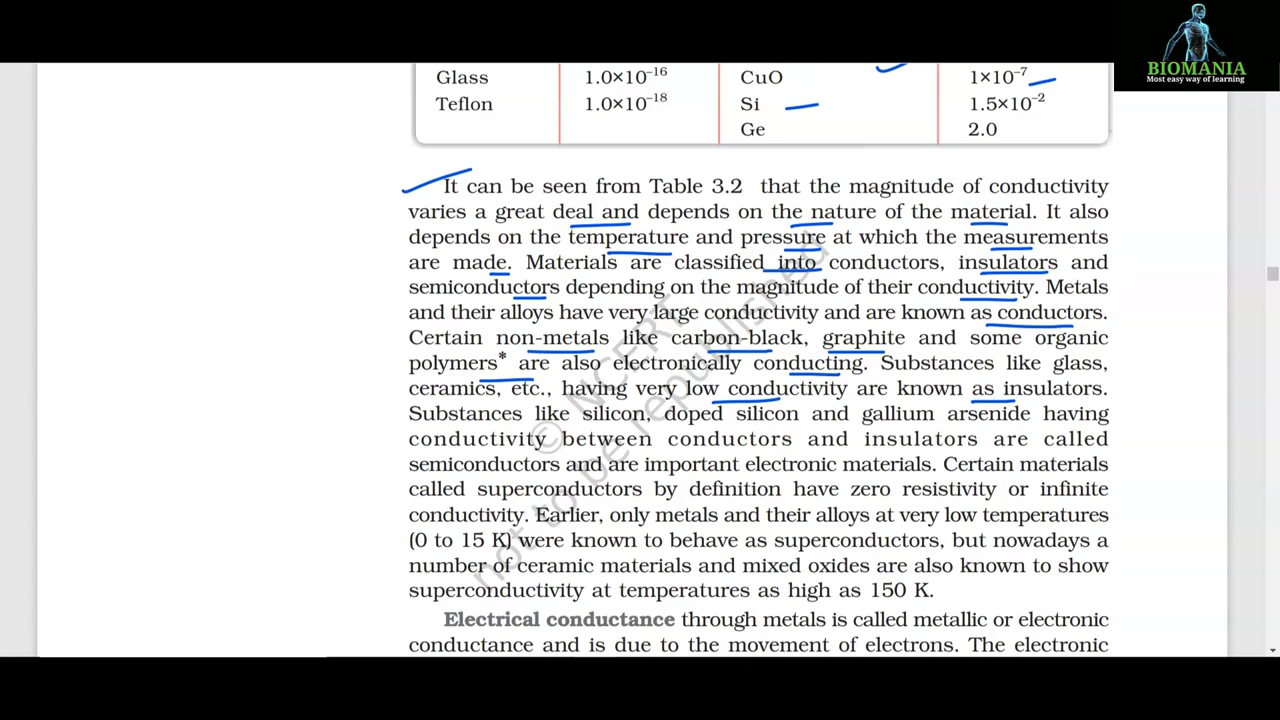 BIOMANIA
Most easy way of learning
Glass 1.0×10⁻¹⁶ CuO 1×10⁻⁷
Teflon 1.0×10⁻¹⁸ Si 1.5×10⁻²
Ge 2.0
It can be seen from Table 3.2 that the magnitude of conductivity
varies a great deal and depends on the nature of the material. It also
depends on the temperature and pressure at which the measurements
are made. Materials are classified into conductors, insulators and
semiconductors depending on the magnitude of their conductivity. Metals
and their alloys have very large conductivity and are known as conductors.
Certain non-metals like carbon-black, graphite and some organic
polymers* are also electronically conducting. Substances like glass,
ceramics, etc., having very low conductivity are known as insulators.
Substances like silicon, doped silicon and gallium arsenide having
conductivity between conductors and insulators are called
semiconductors and are important electronic materials. Certain materials
called superconductors by definition have zero resistivity or infinite
conductivity. Earlier, only metals and their alloys at very low temperatures
(0 to 15 K) were known to behave as superconductors, but nowadays a
number of ceramic materials and mixed oxides are also known to show
superconductivity at temperatures as high as 150 K.
Electrical conductance through metals is called metallic or electronic
conductance and is due to the movement of electrons. The electronic
© NCERT
not to be republished